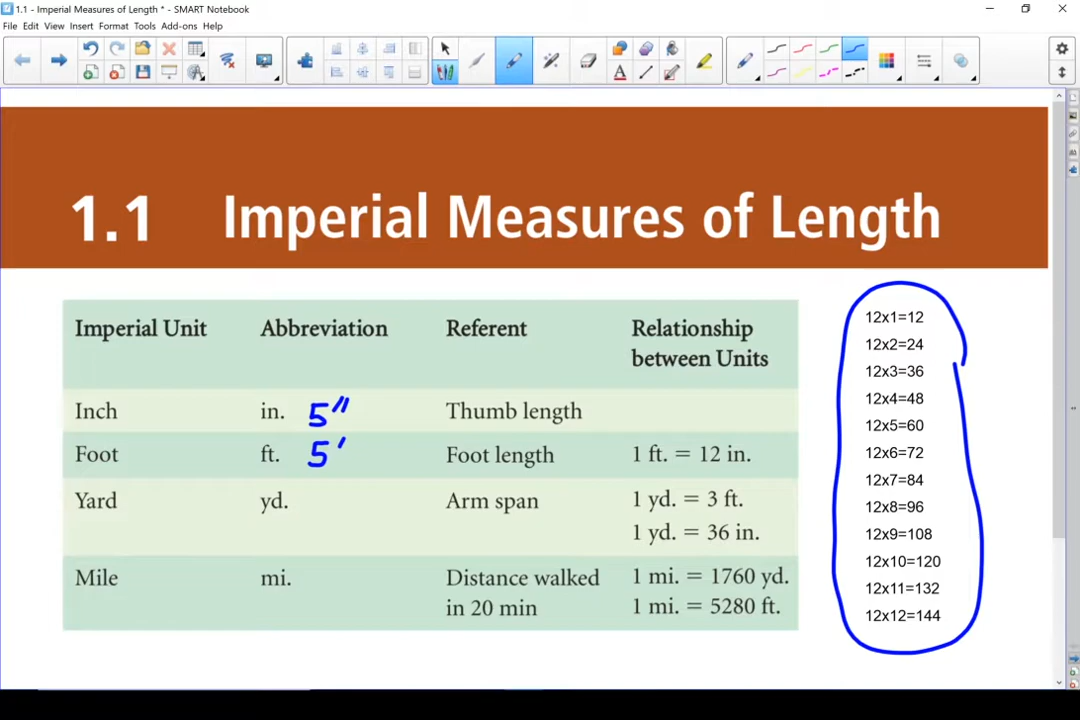 1.1 - Imperial Measures of Length * - SMART Notebook
File Edit View Insert Format Tools Add-ons Help
1.1 Imperial Measures of Length
Imperial Unit Abbreviation Referent Relationship between Units
Inch in. 5" Thumb length
Foot ft. 5' Foot length 1 ft. = 12 in.
Yard yd. Arm span 1 yd. = 3 ft.
1 yd. = 36 in.
Mile mi. Distance walked in 20 min 1 mi. = 1760 yd.
1 mi. = 5280 ft.
12x1=12
12x2=24
12x3=36
12x4=48
12x5=60
12x6=72
12x7=84
12x8=96
12x9=108
12x10=120
12x11=132
12x12=144